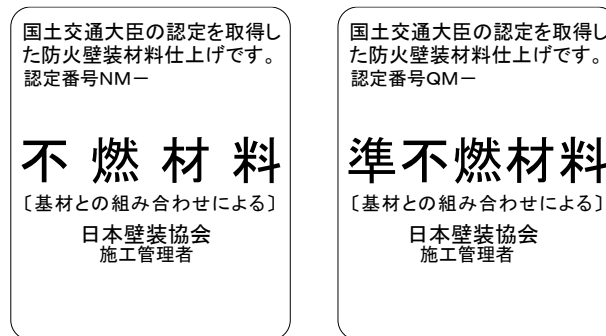 国土交通大臣の認定を取得し
た防火壁装材料仕上げです。
認定番号NM－
不燃材料
〔基材との組み合わせによる〕
日本壁装協会
施工管理者
国土交通大臣の認定を取得し
た防火壁装材料仕上げです。
認定番号QM－
準不燃材料
〔基材との組み合わせによる〕
日本壁装協会
施工管理者